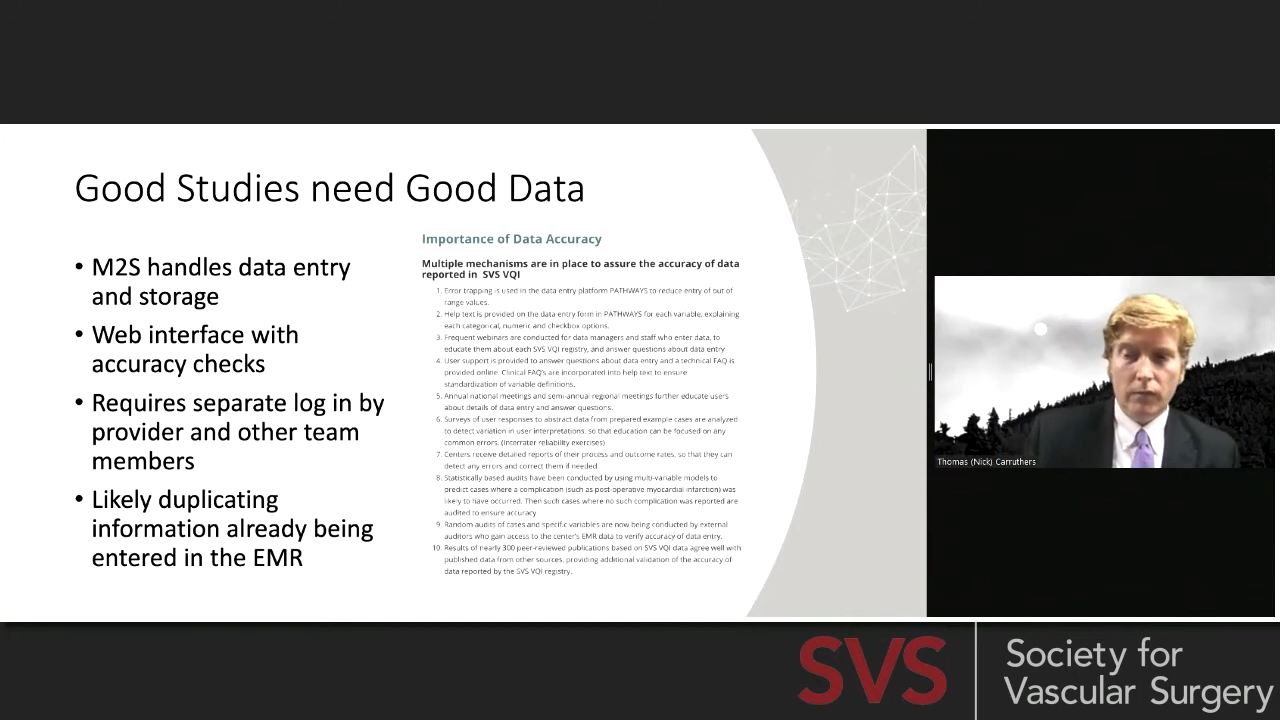 Good Studies need Good Data
• M2S handles data entry
and storage
• Web interface with
accuracy checks
• Requires separate log in by
provider and other team
members
• Likely duplicating
information already being
entered in the EMR
Importance of Data Accuracy
Multiple mechanisms are in place to assure the accuracy of data
reported in SVS VQI
1. Error trapping is used in the data entry platform PATHWAYS to reduce entry of out of
range values.
2. Help text is provided on the data entry form in PATHWAYS for each variable, explaining
each categorical, numeric and checkbox options.
3. Frequent webinars are conducted for data managers and staff who enter data, to
educate them about each SVS VQI registry, and answer questions about data entry
4. User support is provided to answer questions about data entry and a technical FAQ is
provided online. Clinical FAQ's are incorporated into help text to ensure
standardization of variable definitions.
5. Annual national meetings and semi-annual regional meetings further educate users
about details of data entry and answer questions.
6. Surveys of user responses to abstract data from prepared example cases are analyzed
to detect variation in user interpretations, so that education can be focused on any
common errors. (Interrater reliability exercises)
7. Centers receive detailed reports of their process and outcome rates, so that they can
detect any errors and correct them if needed.
8. Statistically based audits have been conducted by using multi-variable models to
predict cases where a complication (such as post-operative myocardial infarction) was
likely to have occurred. Then such cases where no such complication was reported are
audited to ensure accuracy
9. Random audits of cases and specific variables are now being conducted by external
auditors who gain access to the center's EMR data to verify accuracy of data entry.
10. Results of nearly 300 peer-reviewed publications based on SVS VQI data agree well with
published data from other sources, providing additional validation of the accuracy of
data reported by the SVS VQI registry.
Thomas (Nick) Carruthers
SVS
Society for
Vascular Surgery